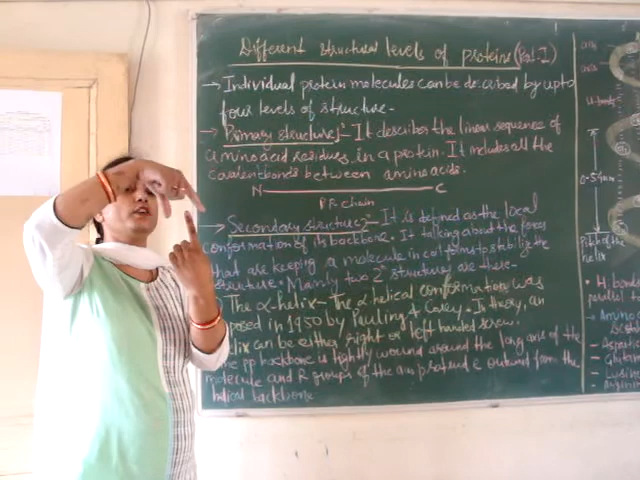 Different structural levels of proteins (Part-I)
→ Individual protein molecules can be described by upto
four levels of structure-
→ Primary structure:- It describes the linear sequence of
amino acid residues in a protein. It includes all the
covalent bonds between amino acids.
N C
PP chain
→ Secondary structure:- It is defined as the local
conformation of its backbone. It talking about the forces
that are keeping a molecule in coil form to stabilize the
structure. Mainly two 2° structures are there-
The α-helix- The α helical conformation was
posed in 1950 by Pauling & Corey. In theory, an
helix can be either right or left handed screw.
The pp backbone is tightly wound around the long axis of the
molecule and R groups of the a.a protrude outward from the
helical backbone
0.54nm
Pitch of the
helix
• H bonds
parallel to
• Amino
- Aspartic
- Glutam
- Lysine
- Arginine